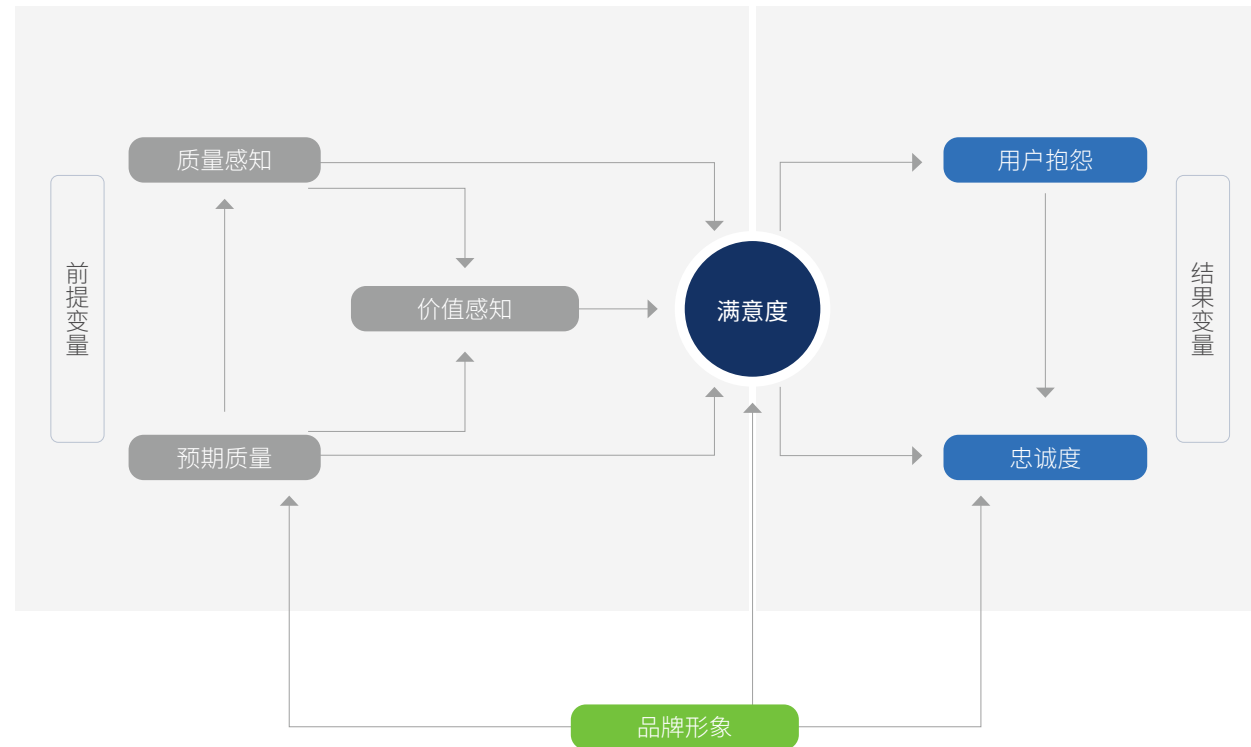 质量感知
用户抱怨
前提变量
价值感知
满意度
结果变量
预期质量
忠诚度
品牌形象